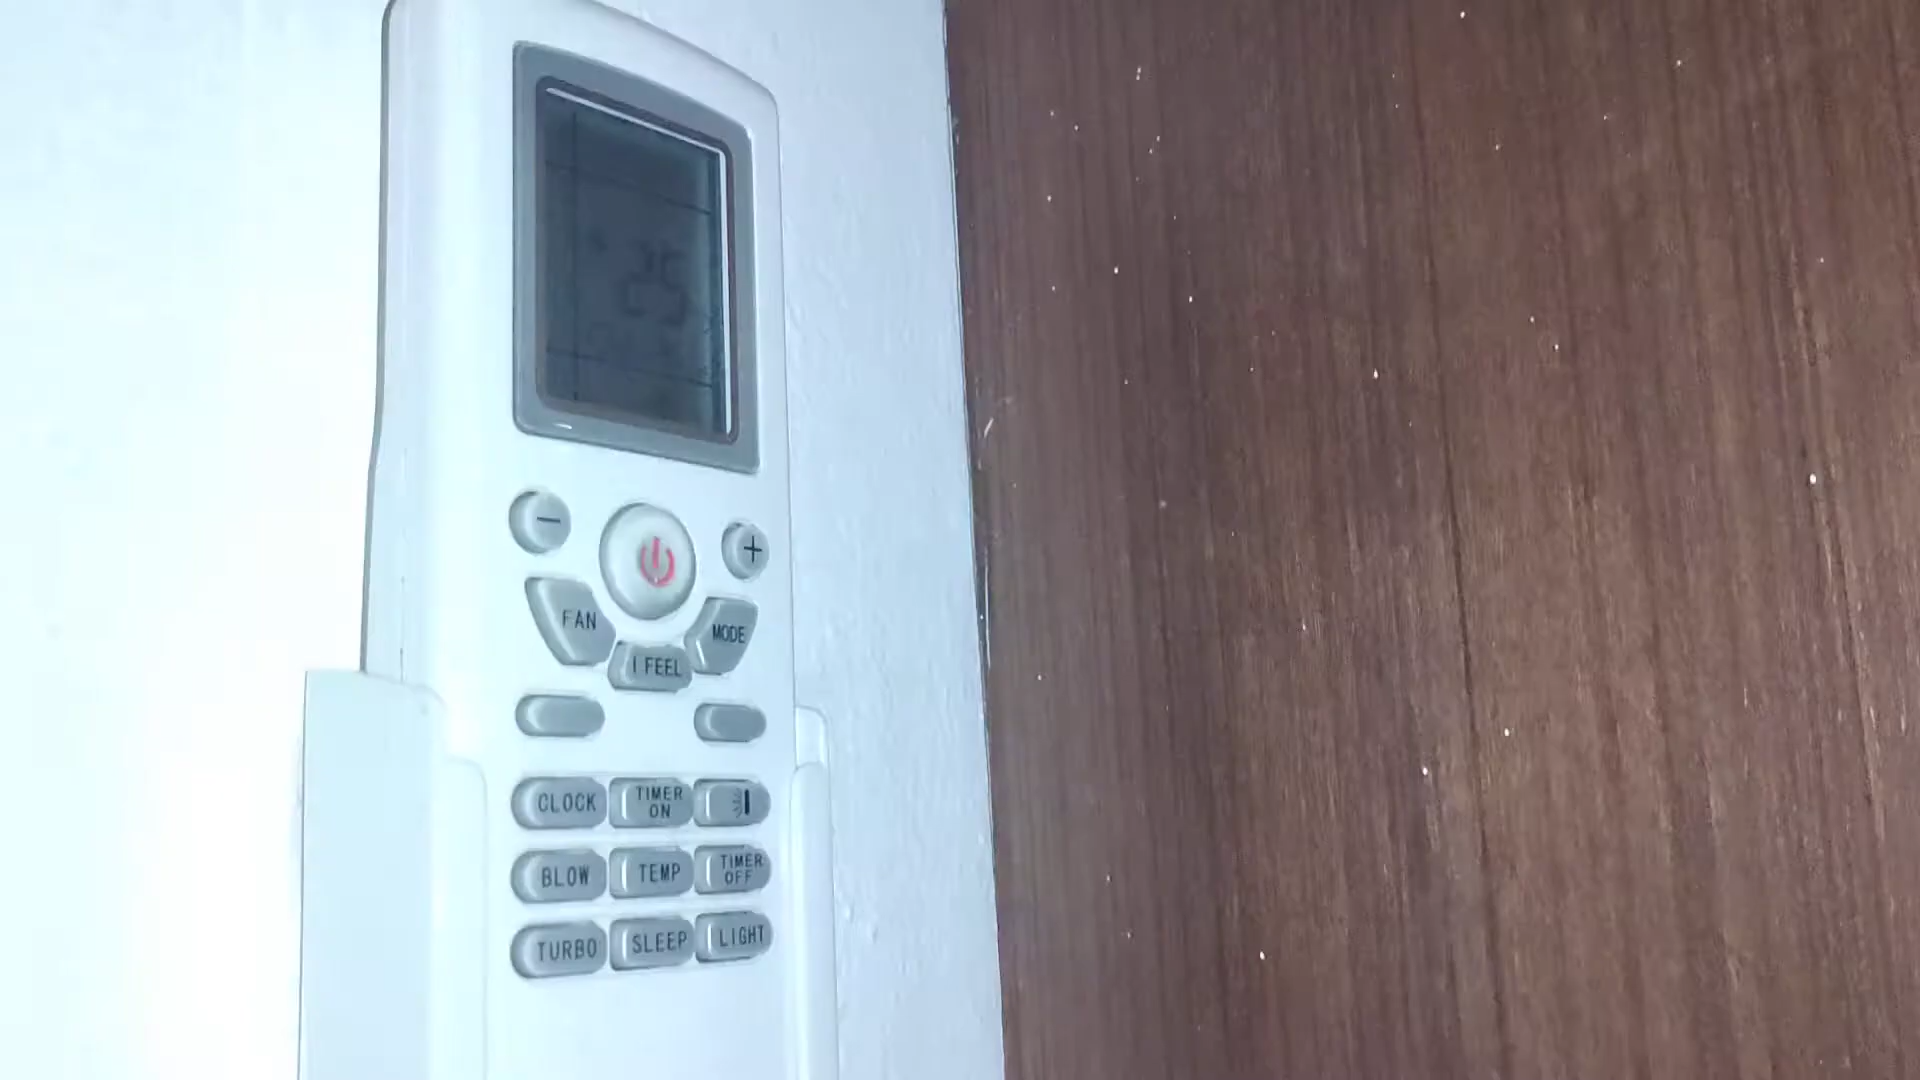 25
- +
FAN MODE
I FEEL
CLOCK TIMER ON
BLOW TEMP TIMER OFF
TURBO SLEEP LIGHT